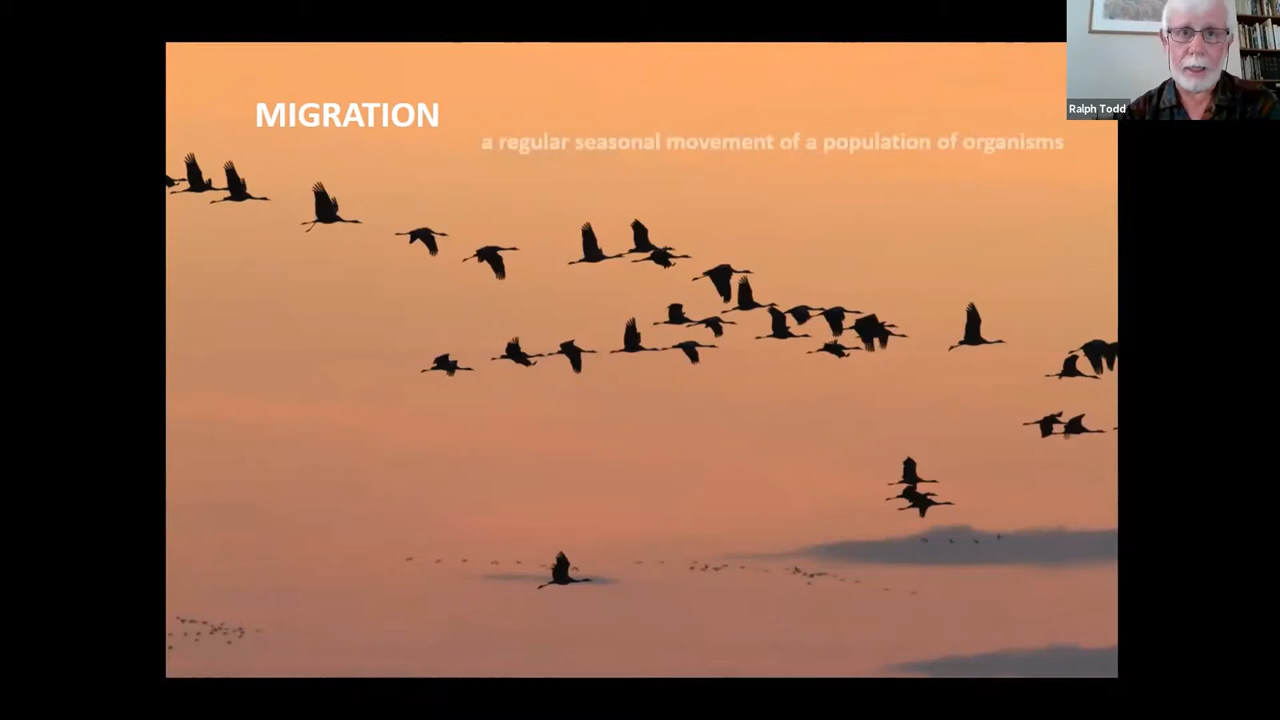 MIGRATION
a regular seasonal movement of a population of organisms
Ralph Todd